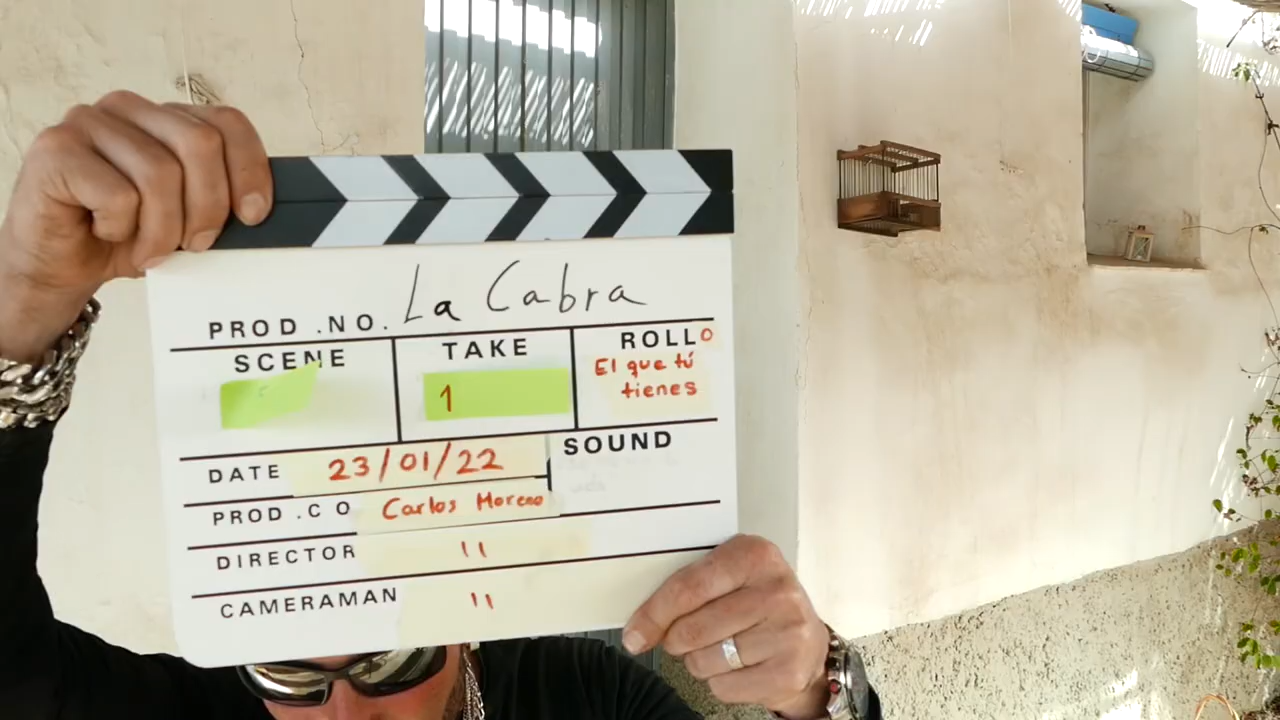 PROD .NO. La Cabra
SCENE TAKE ROLLO
1 El que tú
tienes
DATE 23/01/22 SOUND
PROD .CO Carlos Moreno
DIRECTOR "
CAMERAMAN "